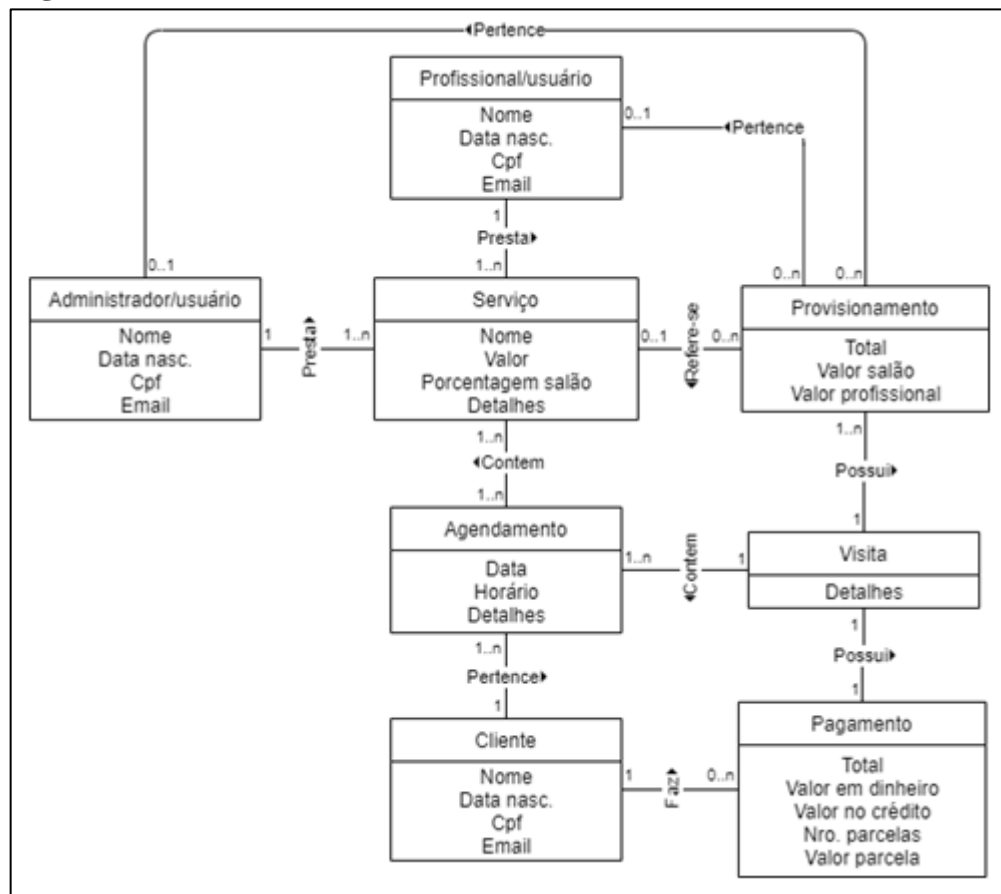 ◀Pertence
Profissional/usuário
Nome
Data nasc.
Cpf
Email
0..1
◀Pertence
1
Presta▶
1..n
0..1
0..n
0..n
Administrador/usuário
Nome
Data nasc.
Cpf
Email
1
Presta▶
1..n
Serviço
Nome
Valor
Porcentagem salão
Detalhes
0..1
◀Refere-se
0..n
Provisionamento
Total
Valor salão
Valor profissional
1..n
◀Contem
1..n
1..n
Possui▶
1
Agendamento
Data
Horário
Detalhes
1..n
◀Contem
1
Visita
Detalhes
1..n
Pertence▶
1
1
Possui▶
1
Cliente
Nome
Data nasc.
Cpf
Email
1
Faz▶
0..n
Pagamento
Total
Valor em dinheiro
Valor no crédito
Nro. parcelas
Valor parcela